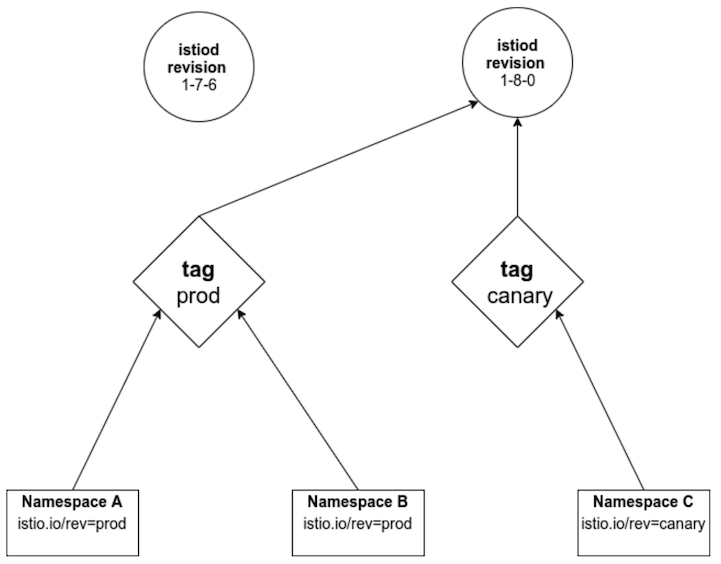 istiod
revision
1-7-6
istiod
revision
1-8-0
tag
prod
tag
canary
Namespace A
istio.io/rev=prod
Namespace B
istio.io/rev=prod
Namespace C
istio.io/rev=canary